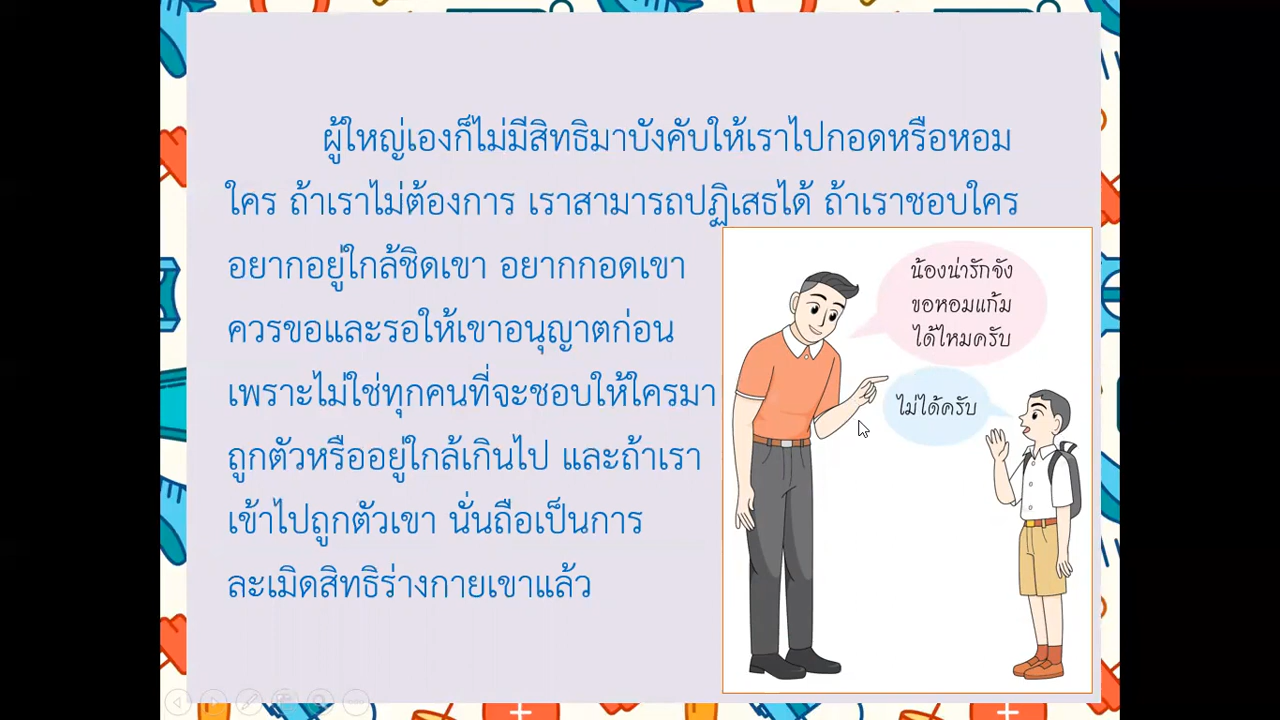 ผู้ใหญ่เองก็ไม่มีสิทธิมาบังคับให้เราไปกอดหรือหอม
ใคร ถ้าเราไม่ต้องการ เราสามารถปฏิเสธได้ ถ้าเราชอบใคร
อยากอยู่ใกล้ชิดเขา อยากกอดเขา
ควรขอและรอให้เขาอนุญาตก่อน
เพราะไม่ใช่ทุกคนที่จะชอบให้ใครมา
ถูกตัวหรืออยู่ใกล้เกินไป และถ้าเรา
เข้าไปถูกตัวเขา นั่นถือเป็นการ
ละเมิดสิทธิร่างกายเขาแล้ว
น้องน่ารักจัง
ขอหอมแก้ม
ได้ไหมครับ
ไม่ได้ครับ